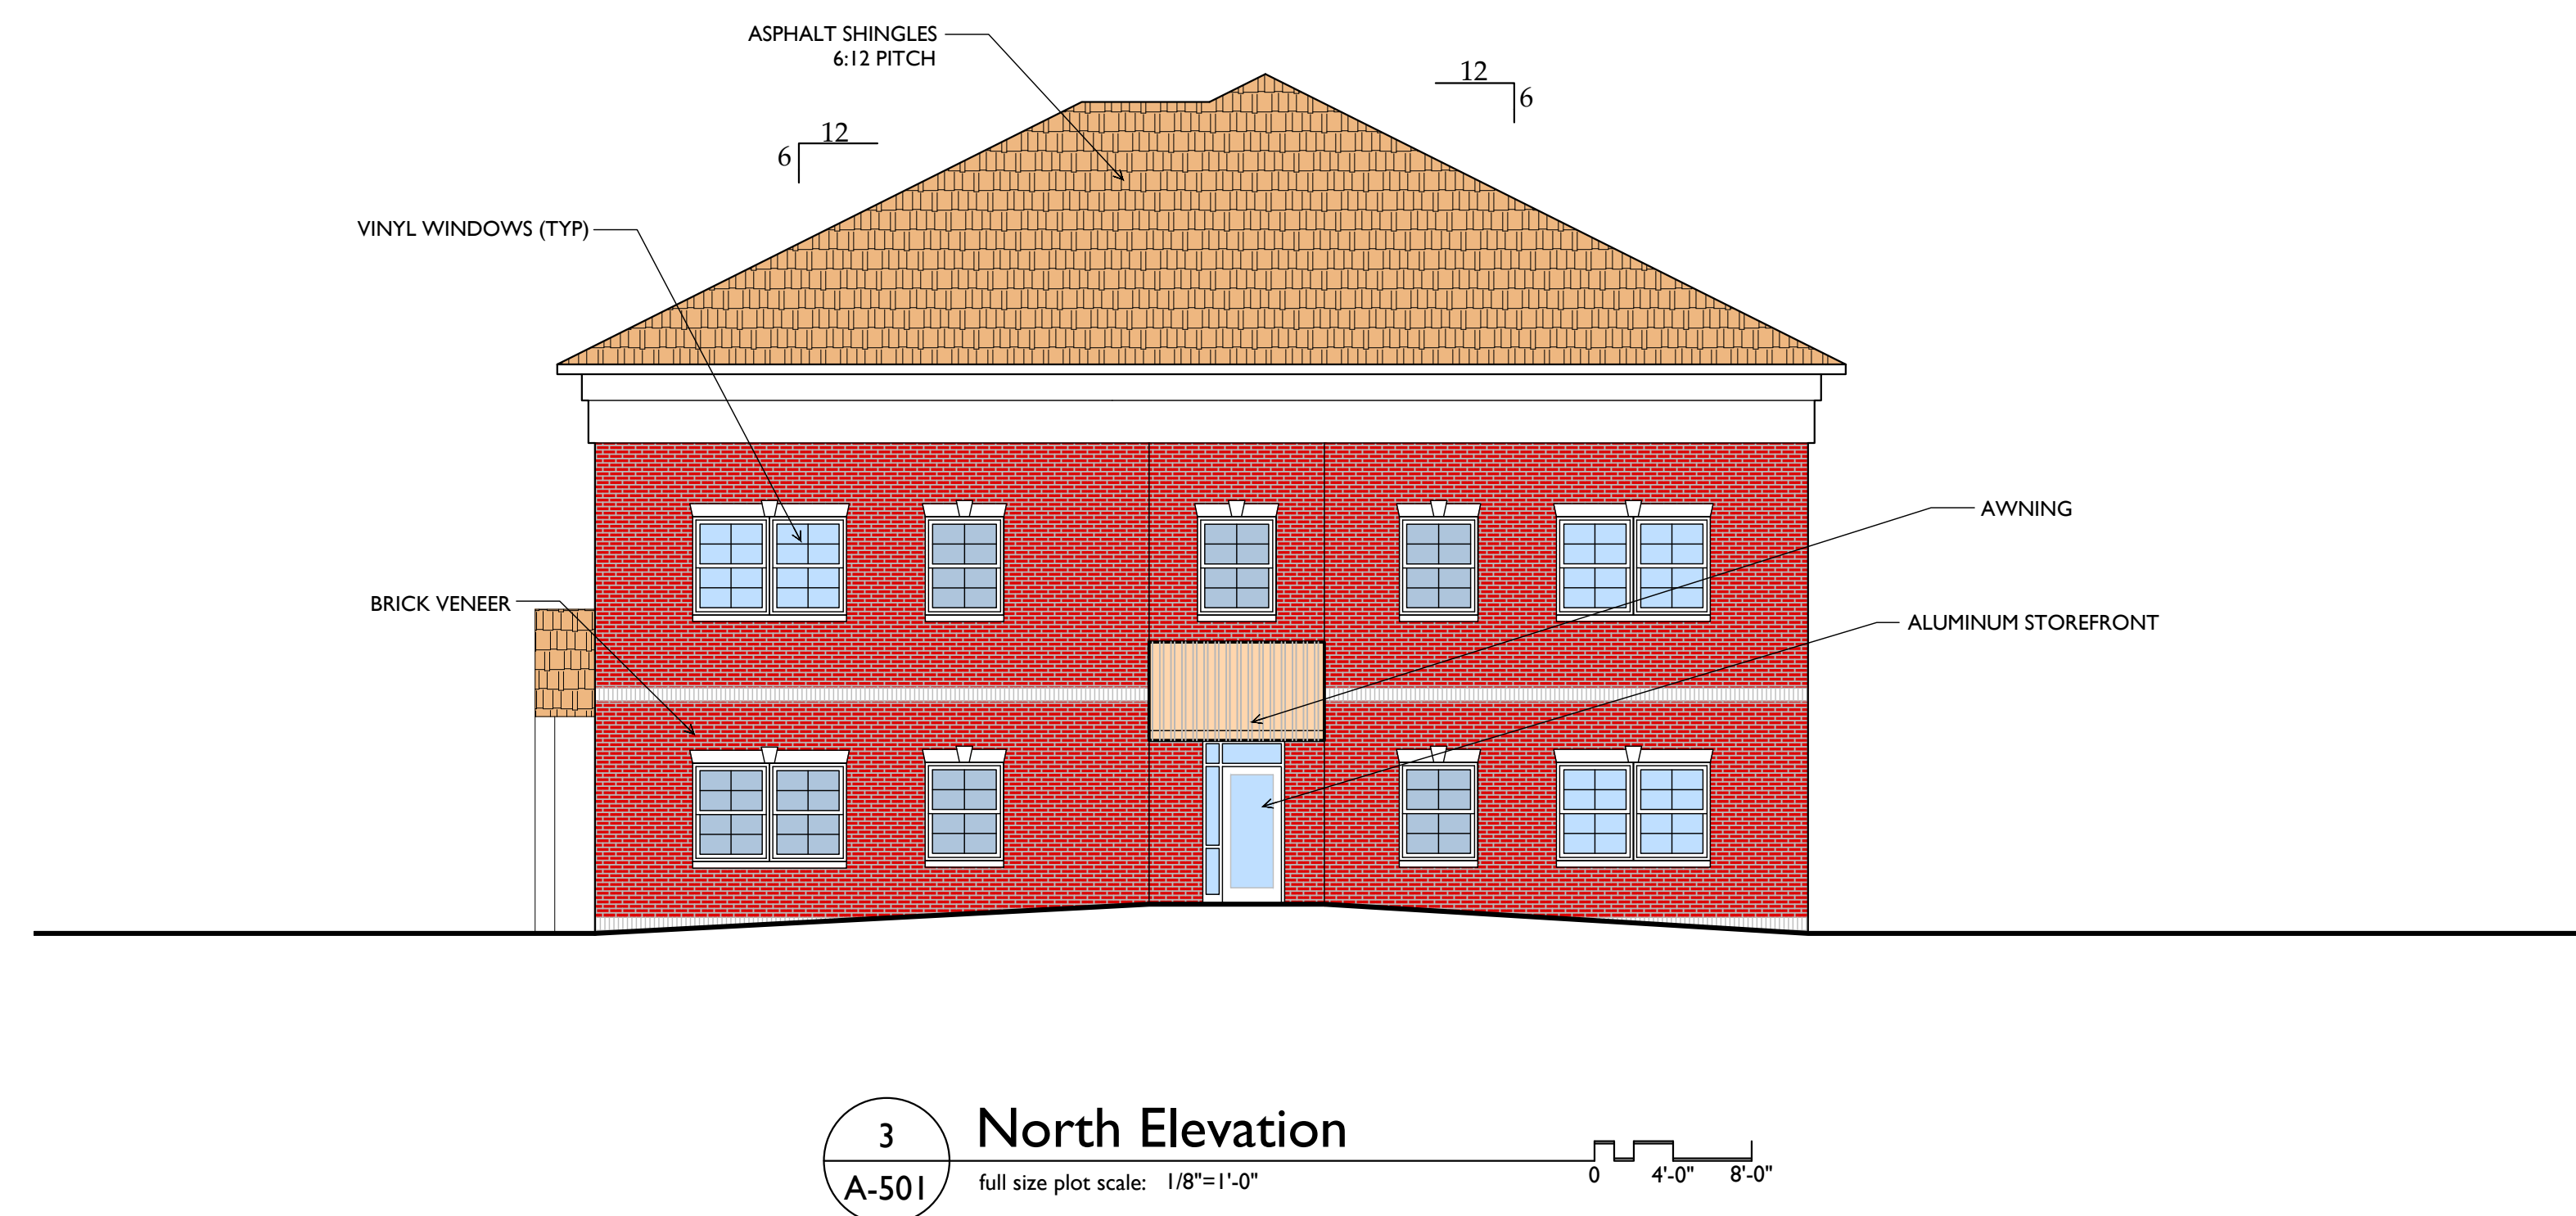 ASPHALT SHINGLES
6:12 PITCH
12
6
12
6
VINYL WINDOWS (TYP)
AWNING
BRICK VENEER
ALUMINUM STOREFRONT
3
A-501
North Elevation
full size plot scale: 1/8"=1'-0"
0 4'-0" 8'-0"